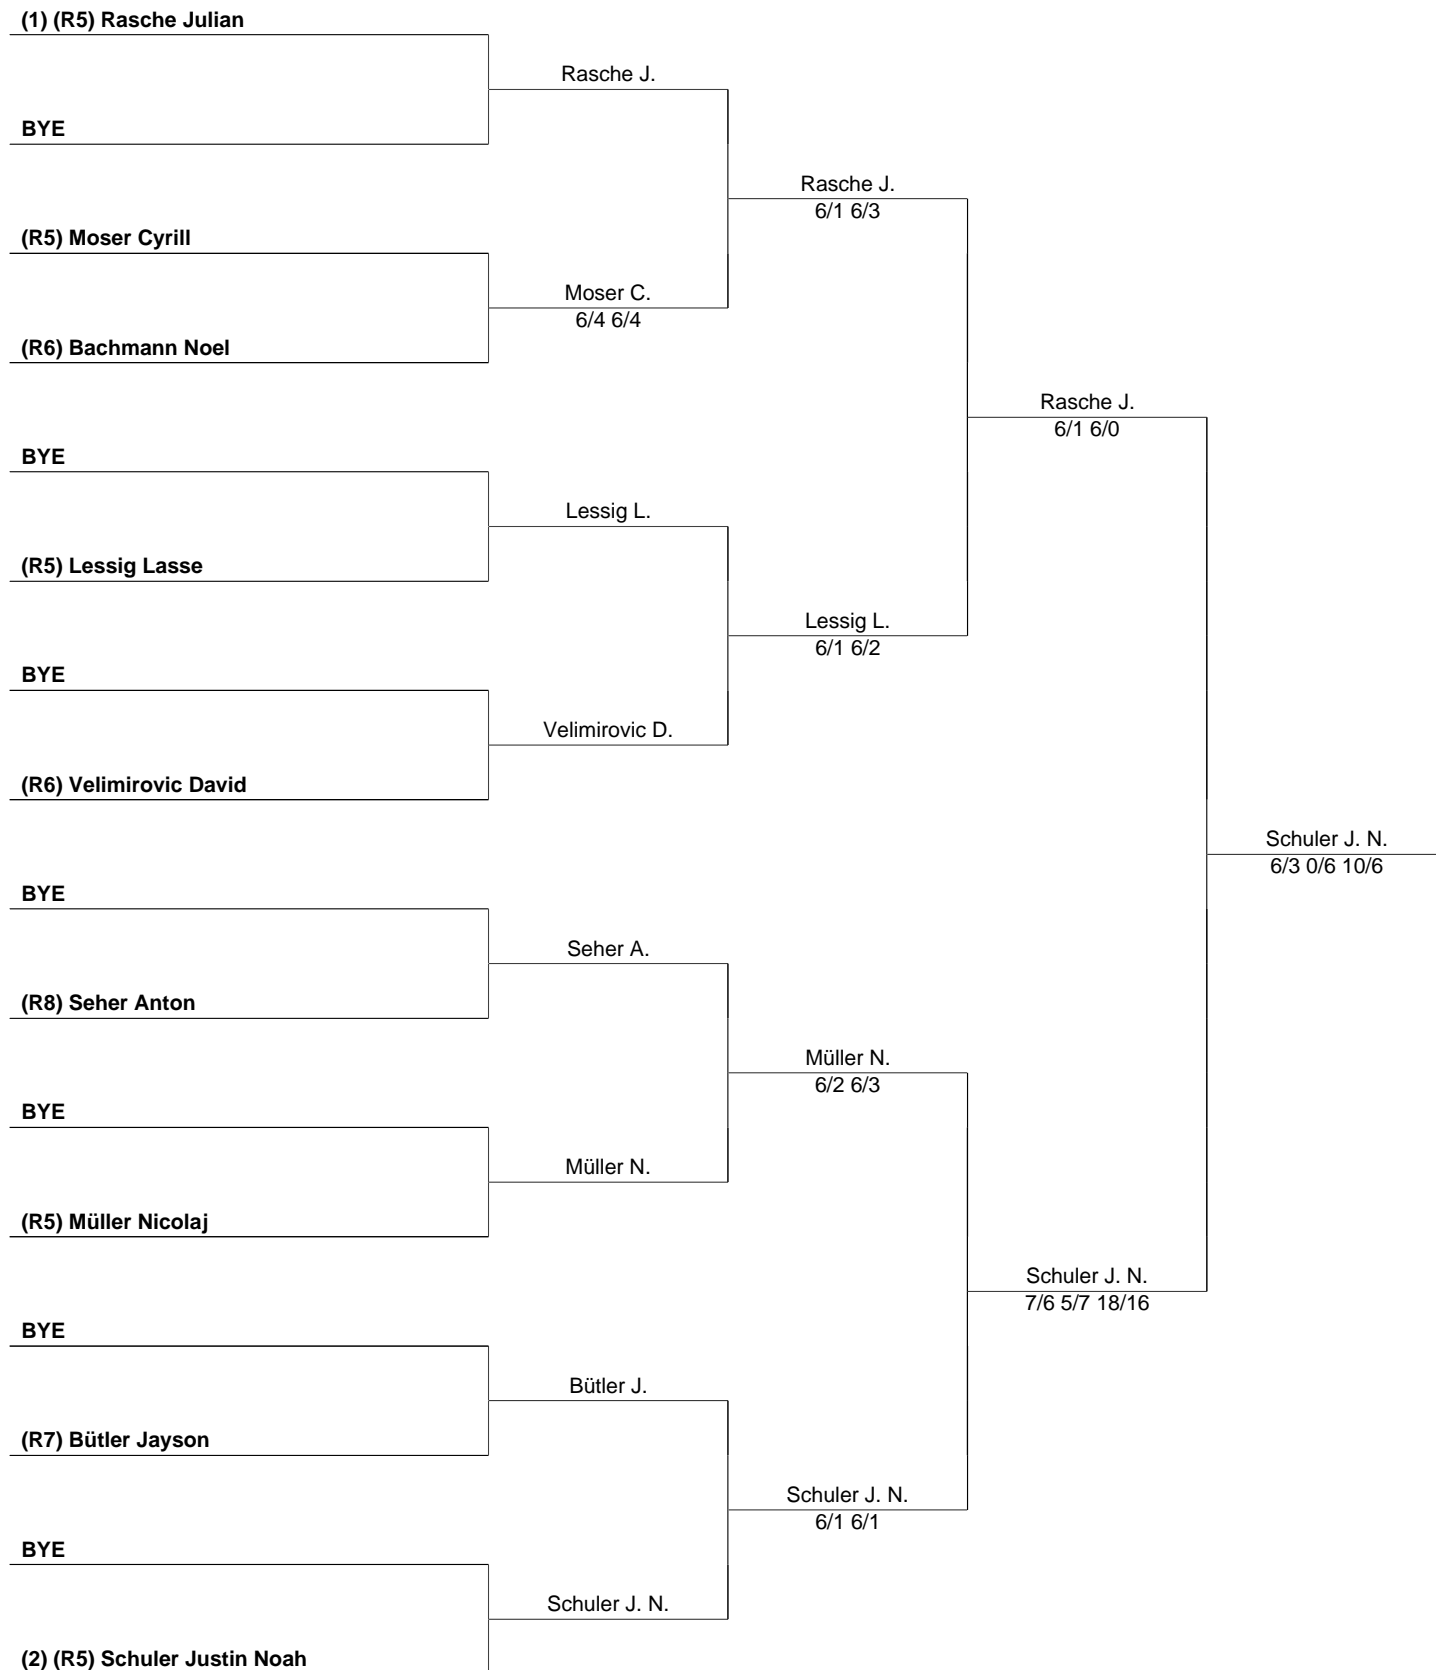 (1) (R5) Rasche Julian
Rasche J.
BYE
Rasche J.
6/1 6/3
(R5) Moser Cyrill
Moser C.
6/4 6/4
(R6) Bachmann Noel
Rasche J.
6/1 6/0
BYE
Lessig L.
(R5) Lessig Lasse
Lessig L.
6/1 6/2
BYE
Velimirovic D.
(R6) Velimirovic David
Schuler J. N.
6/3 0/6 10/6
BYE
Seher A.
(R8) Seher Anton
Müller N.
6/2 6/3
BYE
Müller N.
(R5) Müller Nicolaj
Schuler J. N.
7/6 5/7 18/16
BYE
Bütler J.
(R7) Bütler Jayson
Schuler J. N.
6/1 6/1
BYE
Schuler J. N.
(2) (R5) Schuler Justin Noah